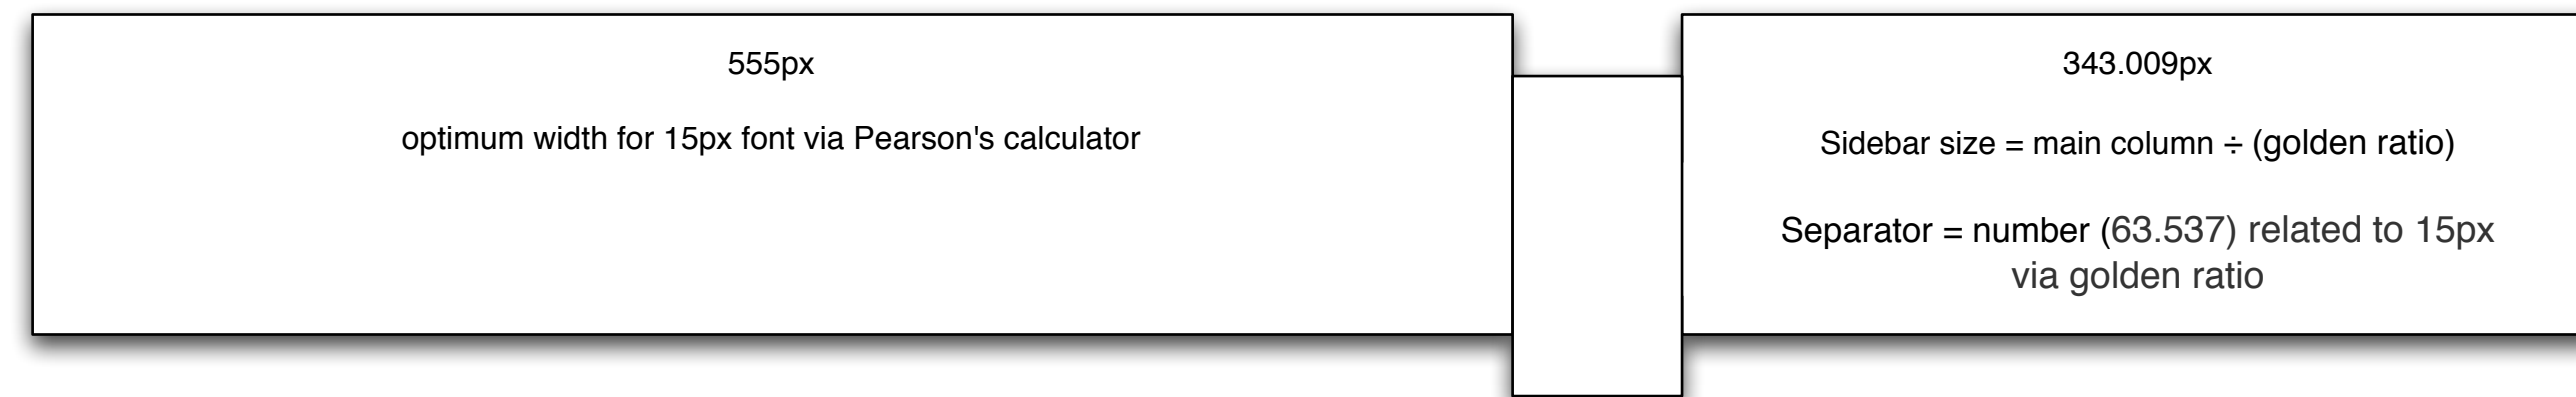 555px
optimum width for 15px font via Pearson's calculator
343.009px
Sidebar size = main column ÷ (golden ratio)
Separator = number (63.537) related to 15px
via golden ratio